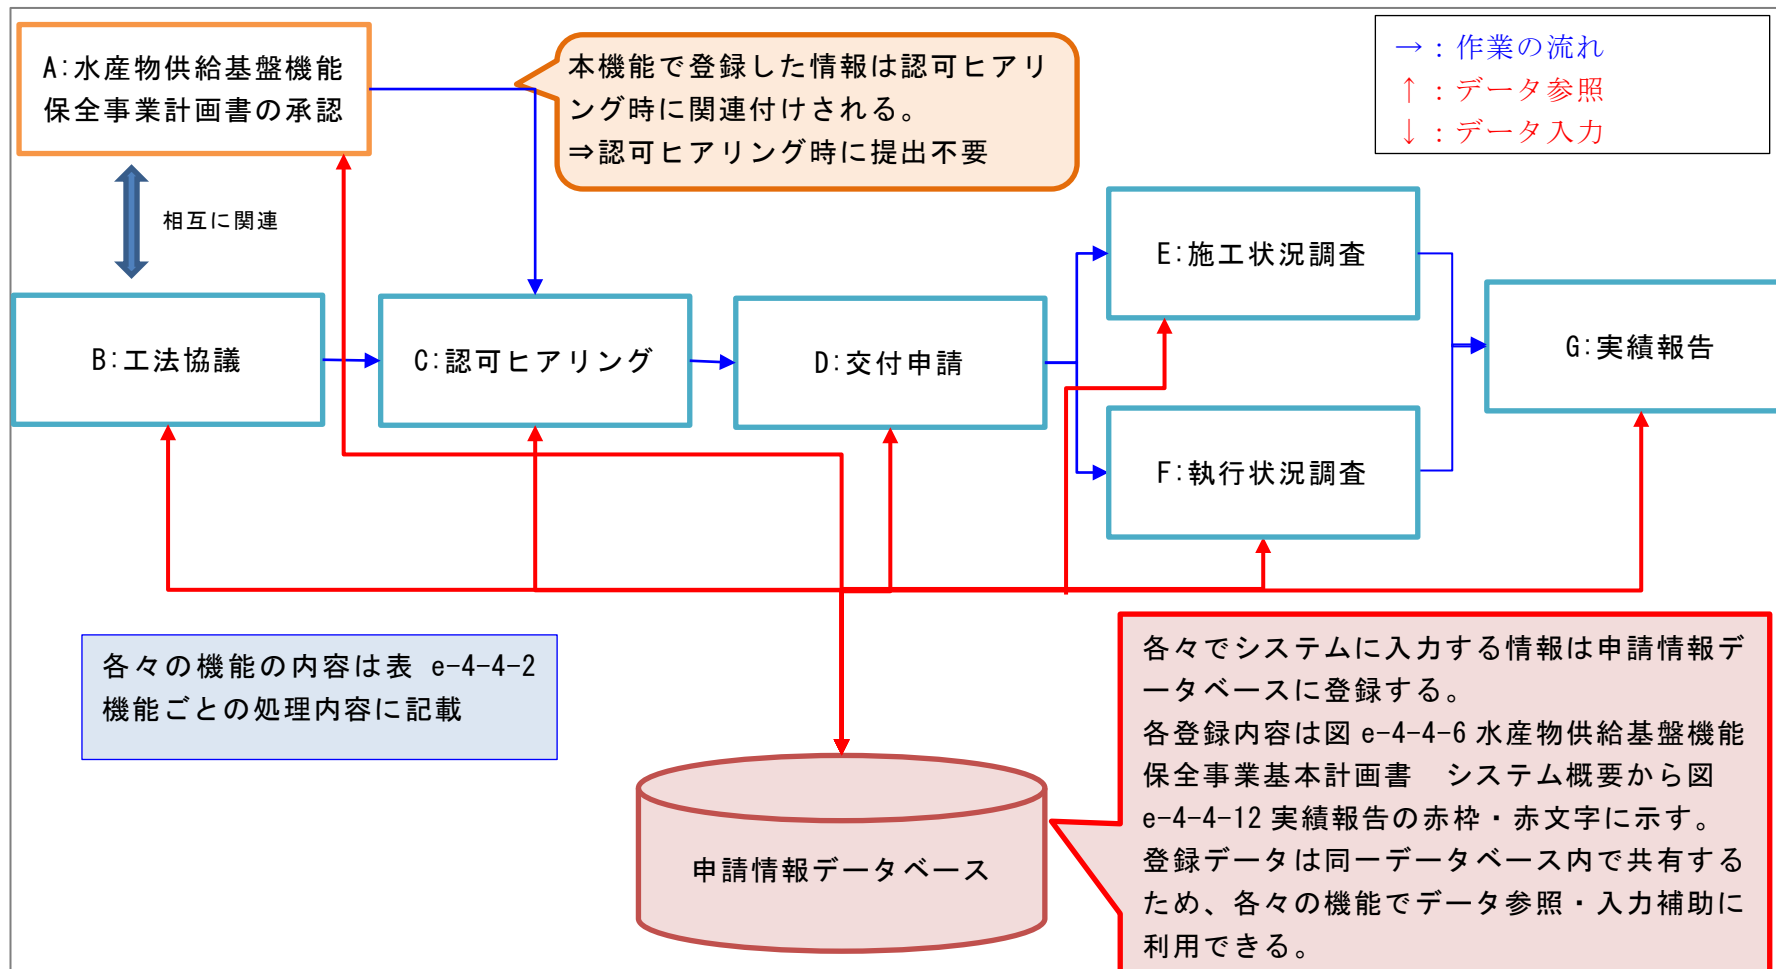 A:水産物供給基盤機能
保全事業計画書の承認
本機能で登録した情報は認可ヒアリ
ング時に関連付けされる。
⇒認可ヒアリング時に提出不要
→：作業の流れ
↑：データ参照
↓：データ入力
相互に関連
B:工法協議
C:認可ヒアリング
D:交付申請
E:施工状況調査
F:執行状況調査
G:実績報告
各々の機能の内容は表 e-4-4-2
機能ごとの処理内容に記載
申請情報データベース
各々でシステムに入力する情報は申請情報デ
ータベースに登録する。
各登録内容は図 e-4-4-6 水産物供給基盤機能
保全事業基本計画書　システム概要から図
e-4-4-12 実績報告の赤枠・赤文字に示す。
登録データは同一データベース内で共有する
ため、各々の機能でデータ参照・入力補助に
利用できる。